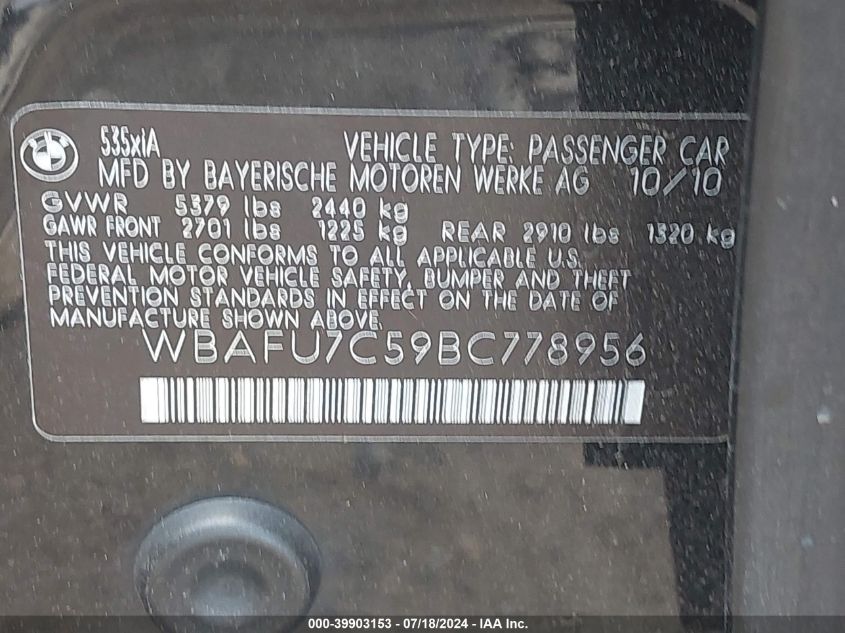 535xiA VEHICLE TYPE: PASSENGER CAR
MFD BY BAYERISCHE MOTOREN WERKE AG 10/10
GVWR 5379 lbs 2440 kg
GAWR FRONT 2701 lbs 1225 kg REAR 2910 lbs 1320 kg
THIS VEHICLE CONFORMS TO ALL APPLICABLE U.S.
FEDERAL MOTOR VEHICLE SAFETY, BUMPER AND THEFT
PREVENTION STANDARDS IN EFFECT ON THE DATE OF
MANUFACTURE SHOWN ABOVE.
WBAFU7C59BC778956
000-39903153 - 07/18/2024 - IAA Inc.